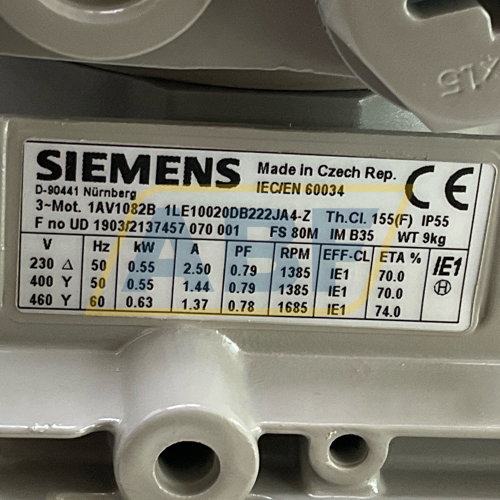 X1.5
SIEMENS Made in Czech Rep. CE
D-90441 Nürnberg IEC/EN 60034
3~Mot. 1AV1082B 1LE10020DB222JA4-Z Th.Cl. 155(F) IP55
F no UD 1903/2137457 070 001 FS 80M IM B35 WT 9kg
V Hz kW A PF RPM EFF-CL ETA % IE1
230 Δ 50 0.55 2.50 0.79 1385 IE1 70.0 H
400 Y 50 0.55 1.44 0.79 1385 IE1 70.0
460 Y 60 0.63 1.37 0.78 1685 IE1 74.0